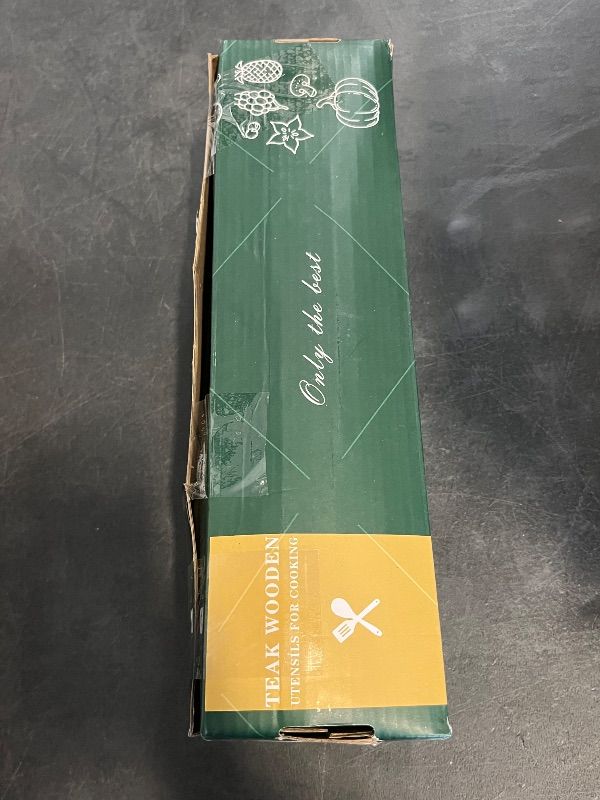 Only the best
TEAK WOODEN
UTENSILS FOR COOKING